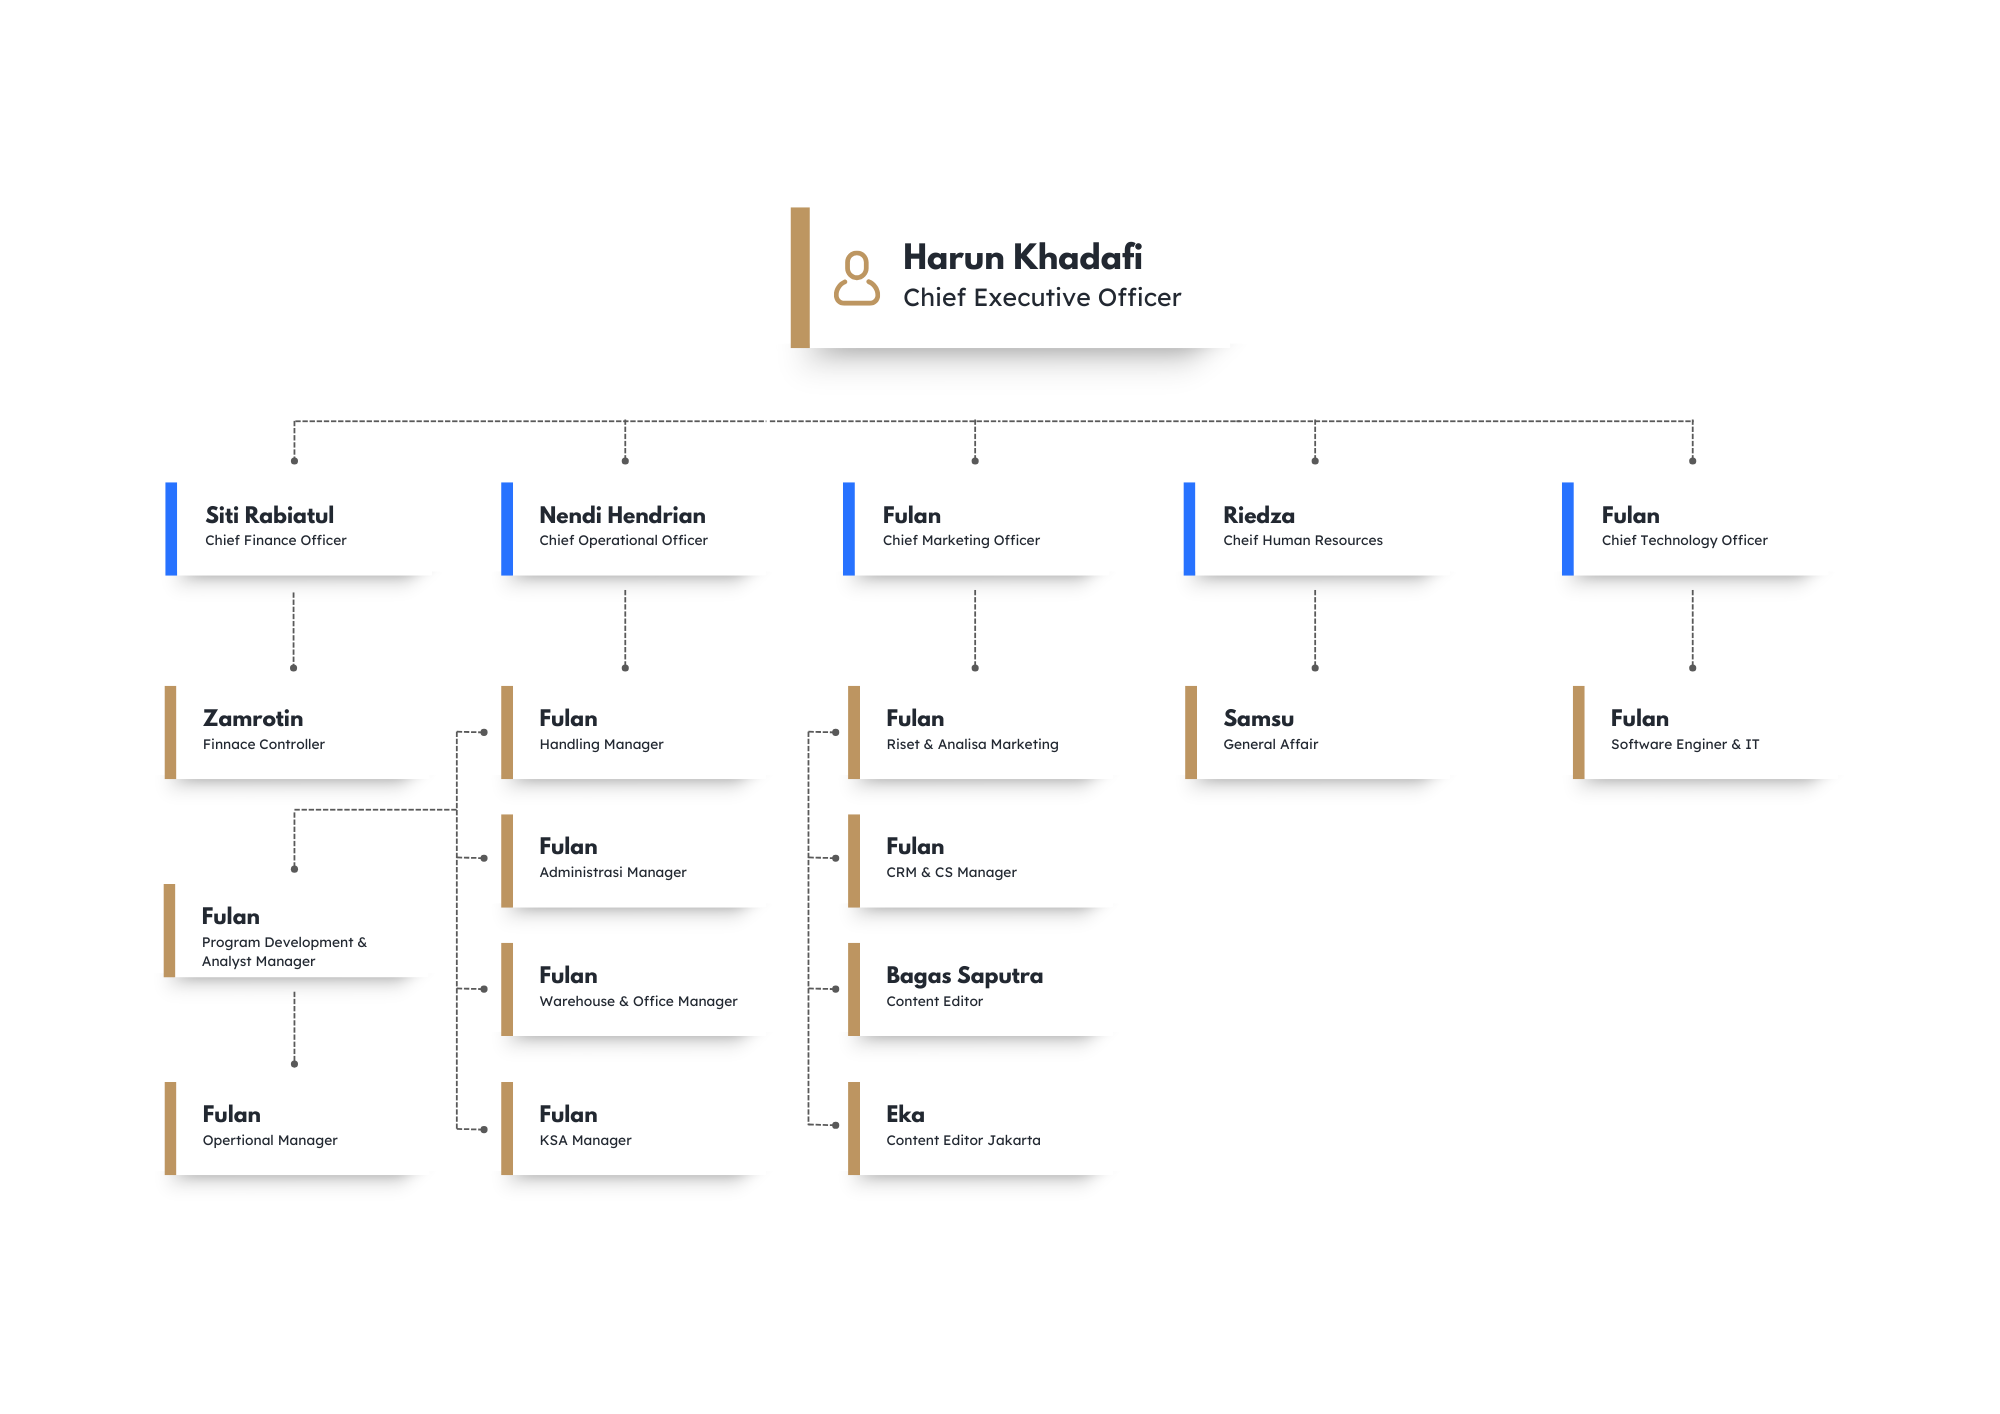 Harun Khadafi
Chief Executive Officer
Siti Rabiatul
Chief Finance Officer
Nendi Hendrian
Chief Operational Officer
Fulan
Chief Marketing Officer
Riedza
Cheif Human Resources
Fulan
Chief Technology Officer
Zamrotin
Finnace Controller
Fulan
Handling Manager
Fulan
Riset & Analisa Marketing
Samsu
General Affair
Fulan
Software Enginer & IT
Fulan
Administrasi Manager
Fulan
CRM & CS Manager
Fulan
Program Development &
Analyst Manager
Fulan
Warehouse & Office Manager
Bagas Saputra
Content Editor
Fulan
Opertional Manager
Fulan
KSA Manager
Eka
Content Editor Jakarta